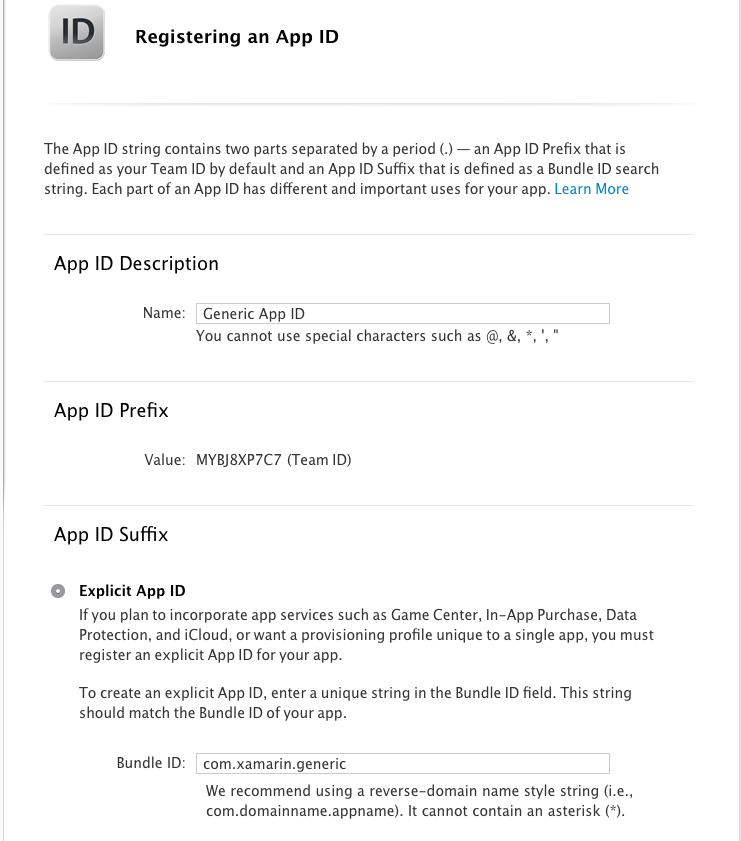 ID
Registering an App ID
The App ID string contains two parts separated by a period (.) — an App ID Prefix that is
defined as your Team ID by default and an App ID Suffix that is defined as a Bundle ID search
string. Each part of an App ID has different and important uses for your app. Learn More
App ID Description
Name: Generic App ID
You cannot use special characters such as @, &, *, ', "
App ID Prefix
Value: MYBJ8XP7C7 (Team ID)
App ID Suffix
Explicit App ID
If you plan to incorporate app services such as Game Center, In-App Purchase, Data
Protection, and iCloud, or want a provisioning profile unique to a single app, you must
register an explicit App ID for your app.
To create an explicit App ID, enter a unique string in the Bundle ID field. This string
should match the Bundle ID of your app.
Bundle ID: com.xamarin.generic
We recommend using a reverse-domain name style string (i.e.,
com.domainname.appname). It cannot contain an asterisk (*).